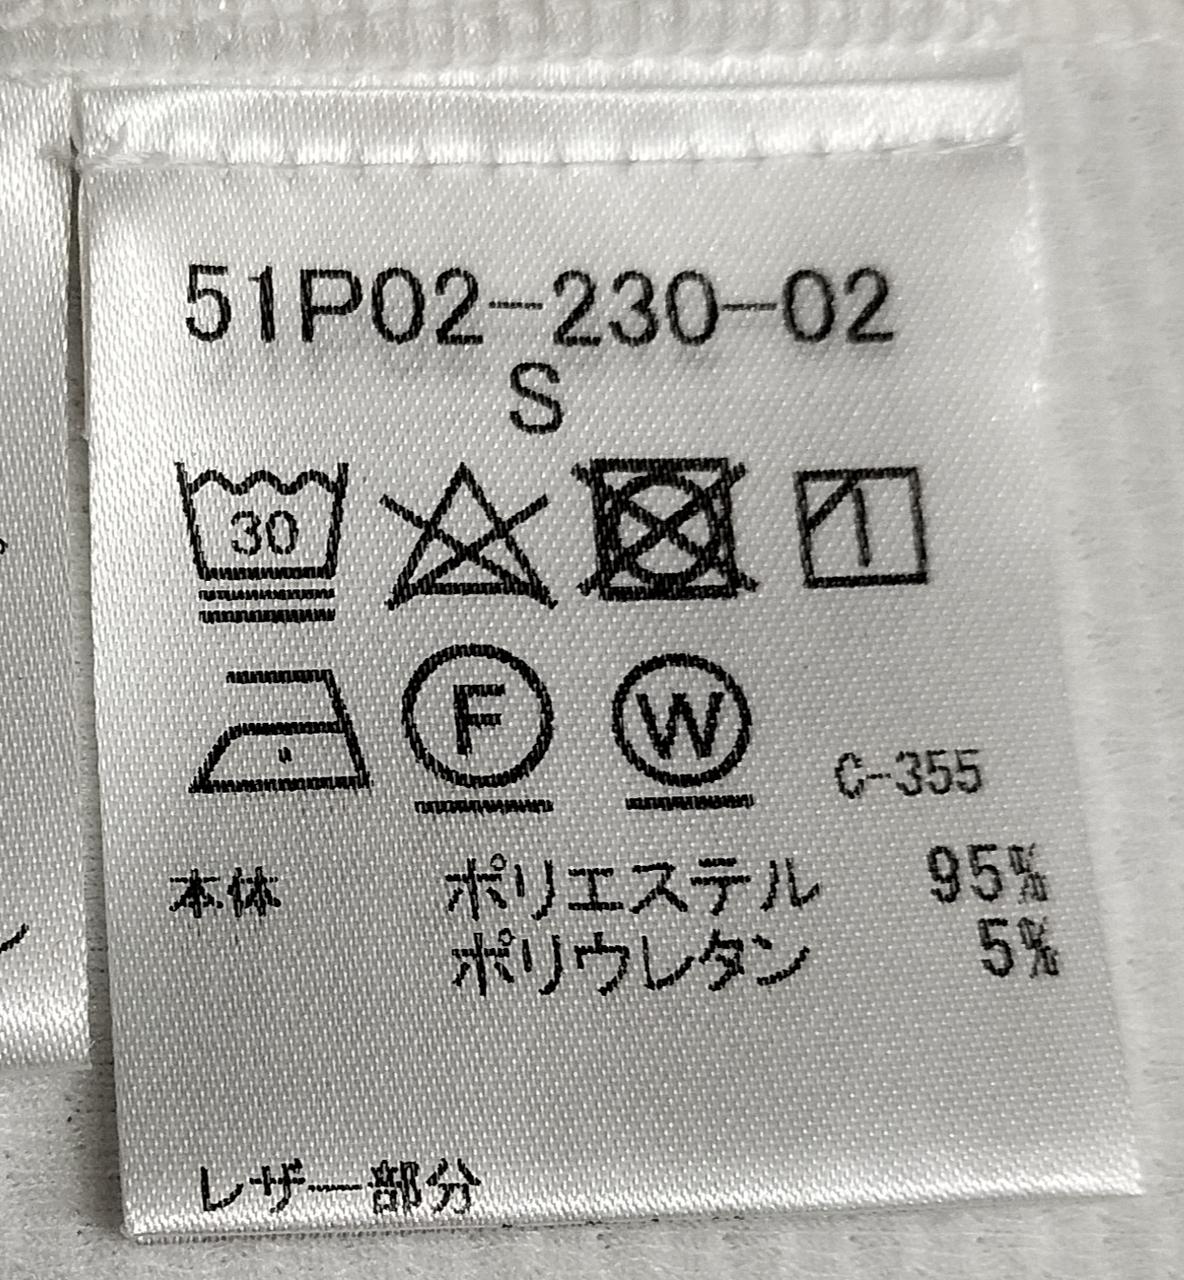 51P02-230-02
S
30
F W
C-355
本体 ポリエステル 95%
ポリウレタン 5%
レザー部分